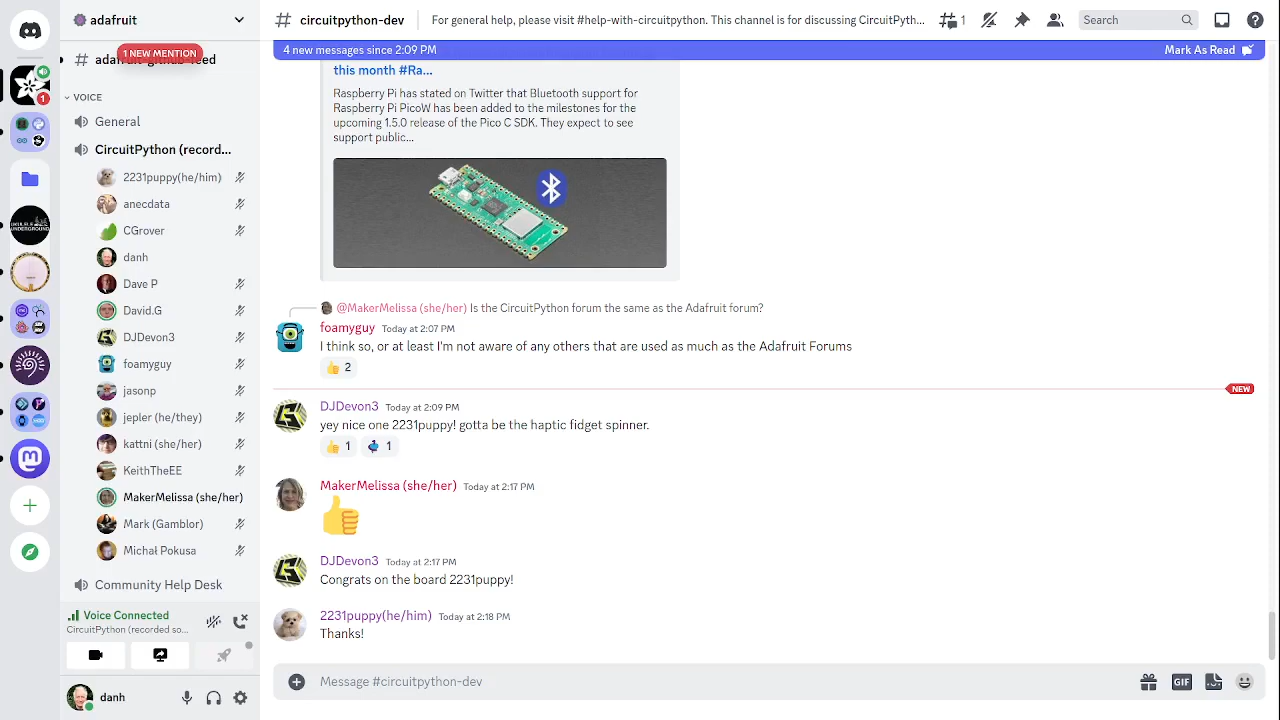 adafruit
1 NEW MENTION
VOICE
General
CircuitPython (record...
2231puppy(he/him)
anecdata
CGrover
danh
Dave P
David.G
DJDevon3
foamyguy
jasonp
jepler (he/they)
kattni (she/her)
KeithTheEE
MakerMelissa (she/her)
Mark (Gamblor)
Michał Pokusa
Community Help Desk
Voice Connected
CircuitPython (recorded so...
danh
1
UNDERGROUND
circuitpython-dev
For general help, please visit #help-with-circuitpython. This channel is for discussing CircuitPyth...
1
Search
4 new messages since 2:09 PM
Mark As Read
this month #Ra...
Raspberry Pi has stated on Twitter that Bluetooth support for
Raspberry Pi PicoW has been added to the milestones for the
upcoming 1.5.0 release of the Pico C SDK. They expect to see
support public...
@MakerMelissa (she/her) Is the CircuitPython forum the same as the Adafruit forum?
foamyguy Today at 2:07 PM
I think so, or at least I'm not aware of any others that are used as much as the Adafruit Forums
2
NEW
DJDevon3 Today at 2:09 PM
yey nice one 2231puppy! gotta be the haptic fidget spinner.
1 1
MakerMelissa (she/her) Today at 2:17 PM
DJDevon3 Today at 2:17 PM
Congrats on the board 2231puppy!
2231puppy(he/him) Today at 2:18 PM
Thanks!
Message #circuitpython-dev
GIF